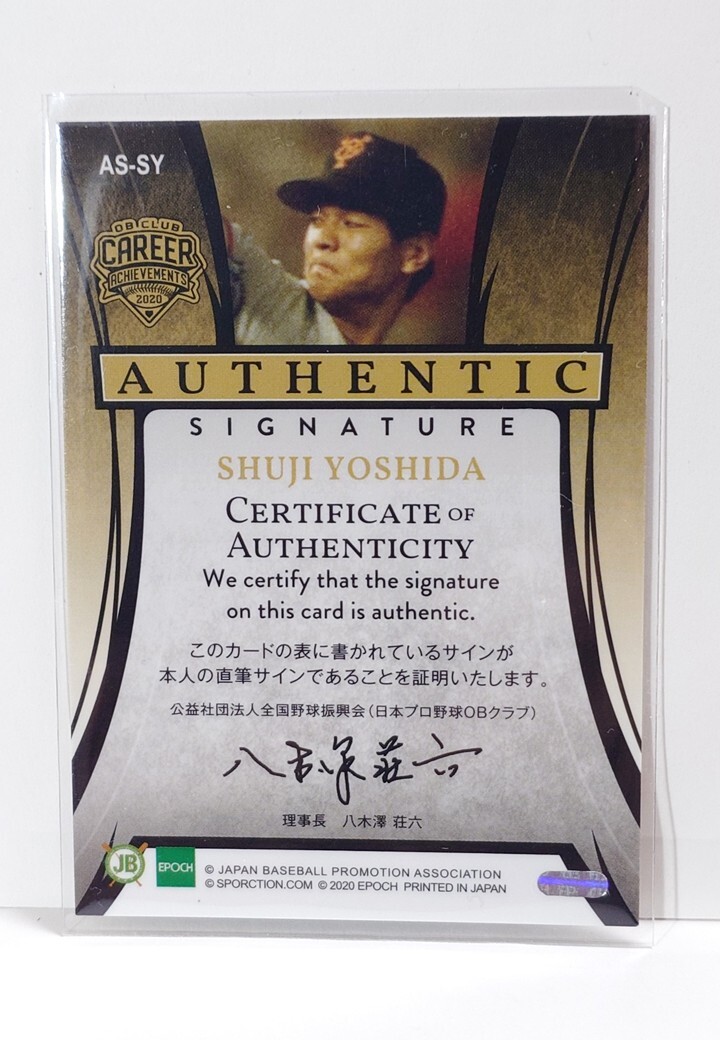 AS-SY
OB CLUB
CAREER
ACHIEVEMENTS
2020
AUTHENTIC
SIGNATURE
SHUJI YOSHIDA
CERTIFICATE OF
AUTHENTICITY
We certify that the signature
on this card is authentic.
このカードの表に書かれているサインが
本人の直筆サインであることを証明いたします。
公益社団法人全国野球振興会(日本プロ野球OBクラブ)
八木澤荘六
理事長 八木澤 荘六
JB
EPOCH
© JAPAN BASEBALL PROMOTION ASSOCIATION
© SPORCTION.COM © 2020 EPOCH PRINTED IN JAPAN